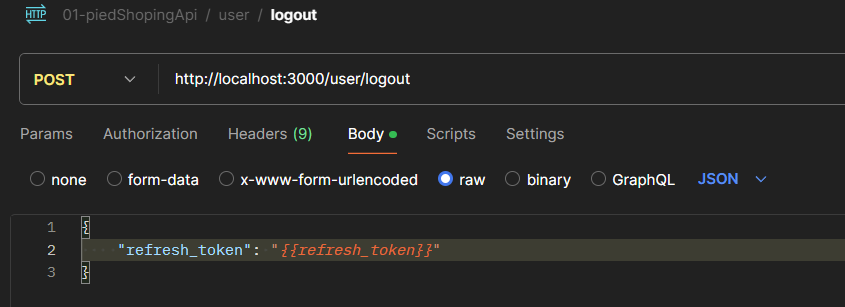 HTTP 01-piedShopingApi / user / logout
POST http://localhost:3000/user/logout
Params Authorization Headers (9) Body Scripts Settings
none form-data x-www-form-urlencoded raw binary GraphQL JSON
1 {
2 "refresh_token": "{{refresh_token}}"
3 }